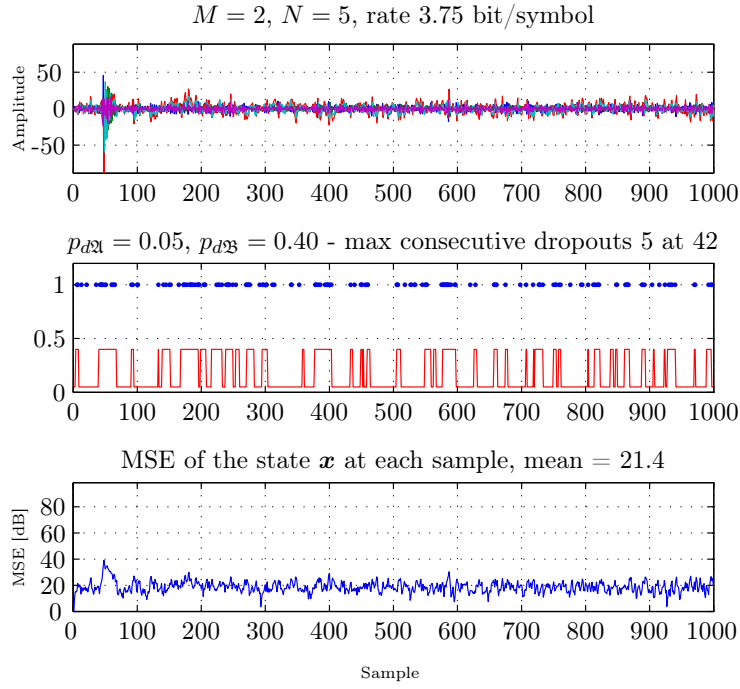 M = 2, N = 5, rate 3.75 bit/symbol
50
0
-50
Amplitude
0 100 200 300 400 500 600 700 800 900 1000
p_{d𝔄} = 0.05, p_{d𝔅} = 0.40 - max consecutive dropouts 5 at 42
1
0.5
0
0 100 200 300 400 500 600 700 800 900 1000
MSE of the state x at each sample, mean = 21.4
80
60
40
20
0
MSE [dB]
0 100 200 300 400 500 600 700 800 900 1000
Sample